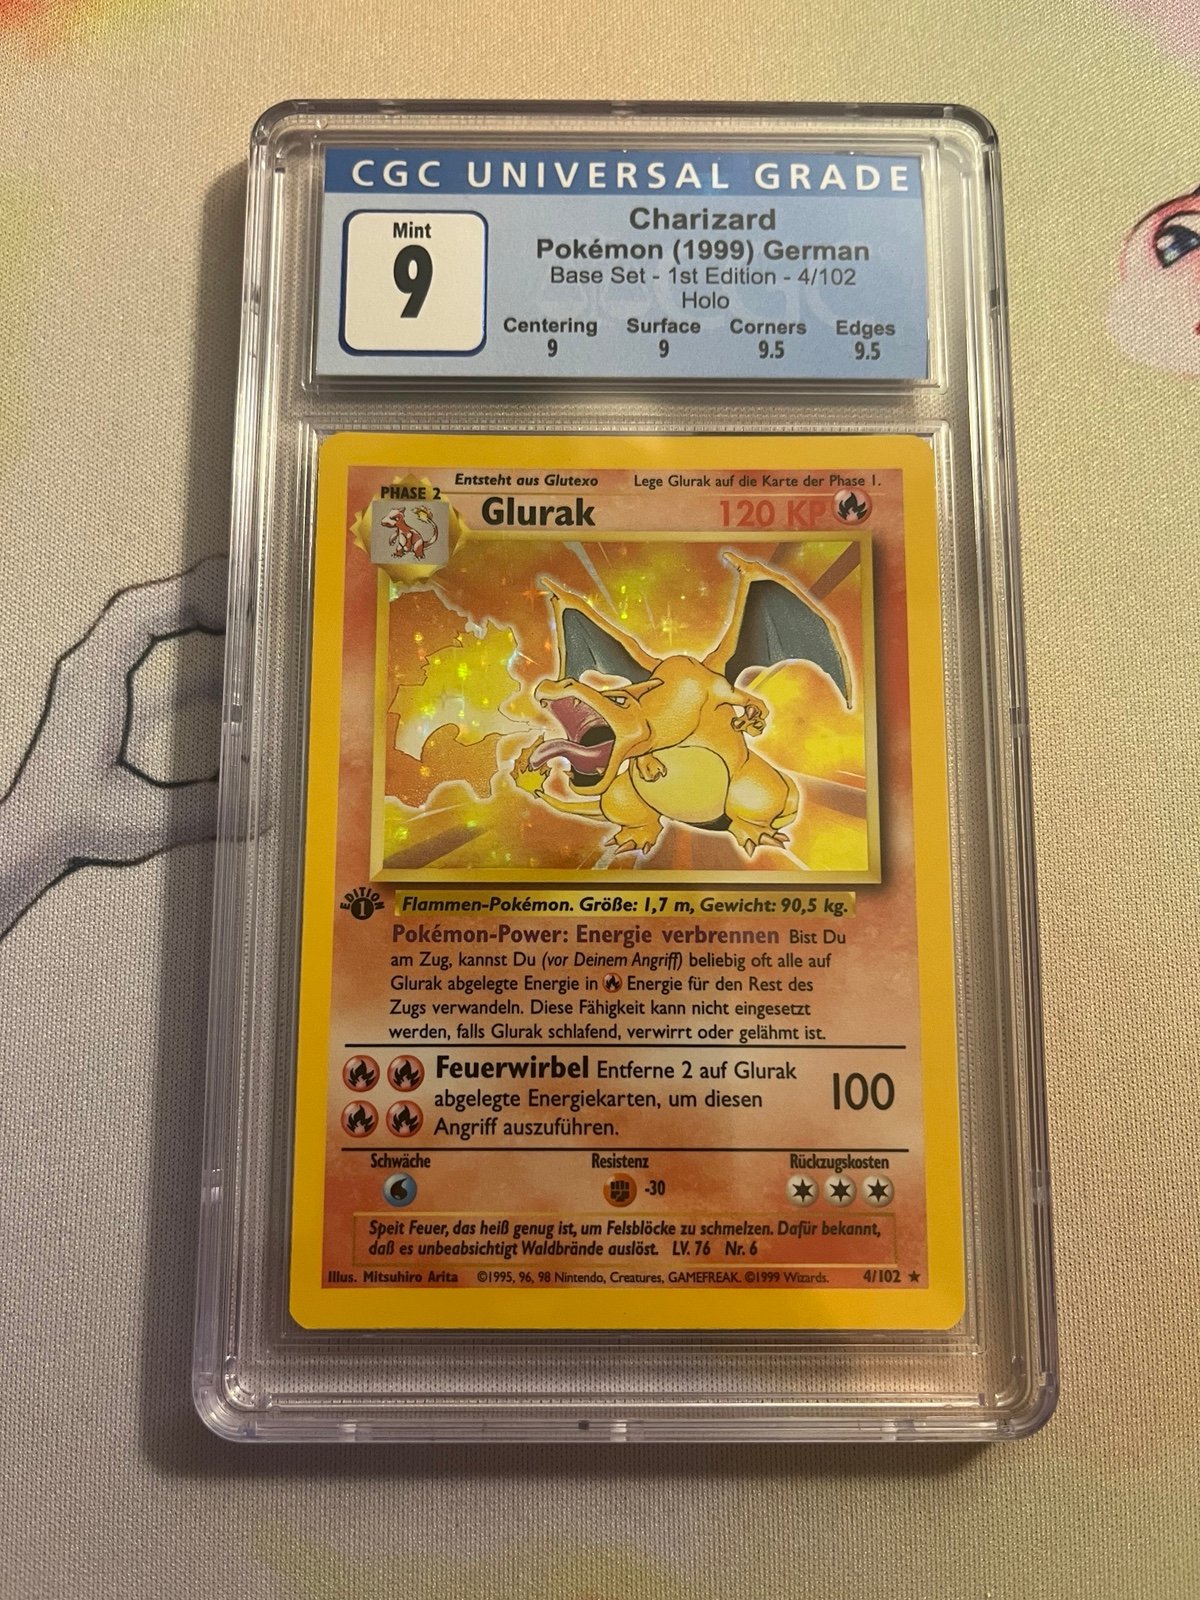 CGC UNIVERSAL GRADE
Mint
9
Charizard
Pokémon (1999) German
Base Set - 1st Edition - 4/102
Holo
Centering Surface Corners Edges
9 9 9.5 9.5
Entsteht aus Glutexo Lege Glurak auf die Karte der Phase 1.
PHASE 2
Glurak 120 KP
EDITION 1
Flammen-Pokémon. Größe: 1,7 m, Gewicht: 90,5 kg.
Pokémon-Power: Energie verbrennen Bist Du
am Zug, kannst Du (vor Deinem Angriff) beliebig oft alle auf
Glurak abgelegte Energie in Energie für den Rest des
Zugs verwandeln. Diese Fähigkeit kann nicht eingesetzt
werden, falls Glurak schlafend, verwirrt oder gelähmt ist.
Feuerwirbel Entferne 2 auf Glurak
abgelegte Energiekarten, um diesen 100
Angriff auszuführen.
Schwäche Resistenz Rückzugskosten
-30
Speit Feuer, das heiß genug ist, um Felsblöcke zu schmelzen. Dafür bekannt,
daß es unbeabsichtigt Waldbrände auslöst. LV. 76 Nr. 6
Illus. Mitsuhiro Arita ©1995, 96, 98 Nintendo, Creatures, GAMEFREAK. ©1999 Wizards. 4/102 ★